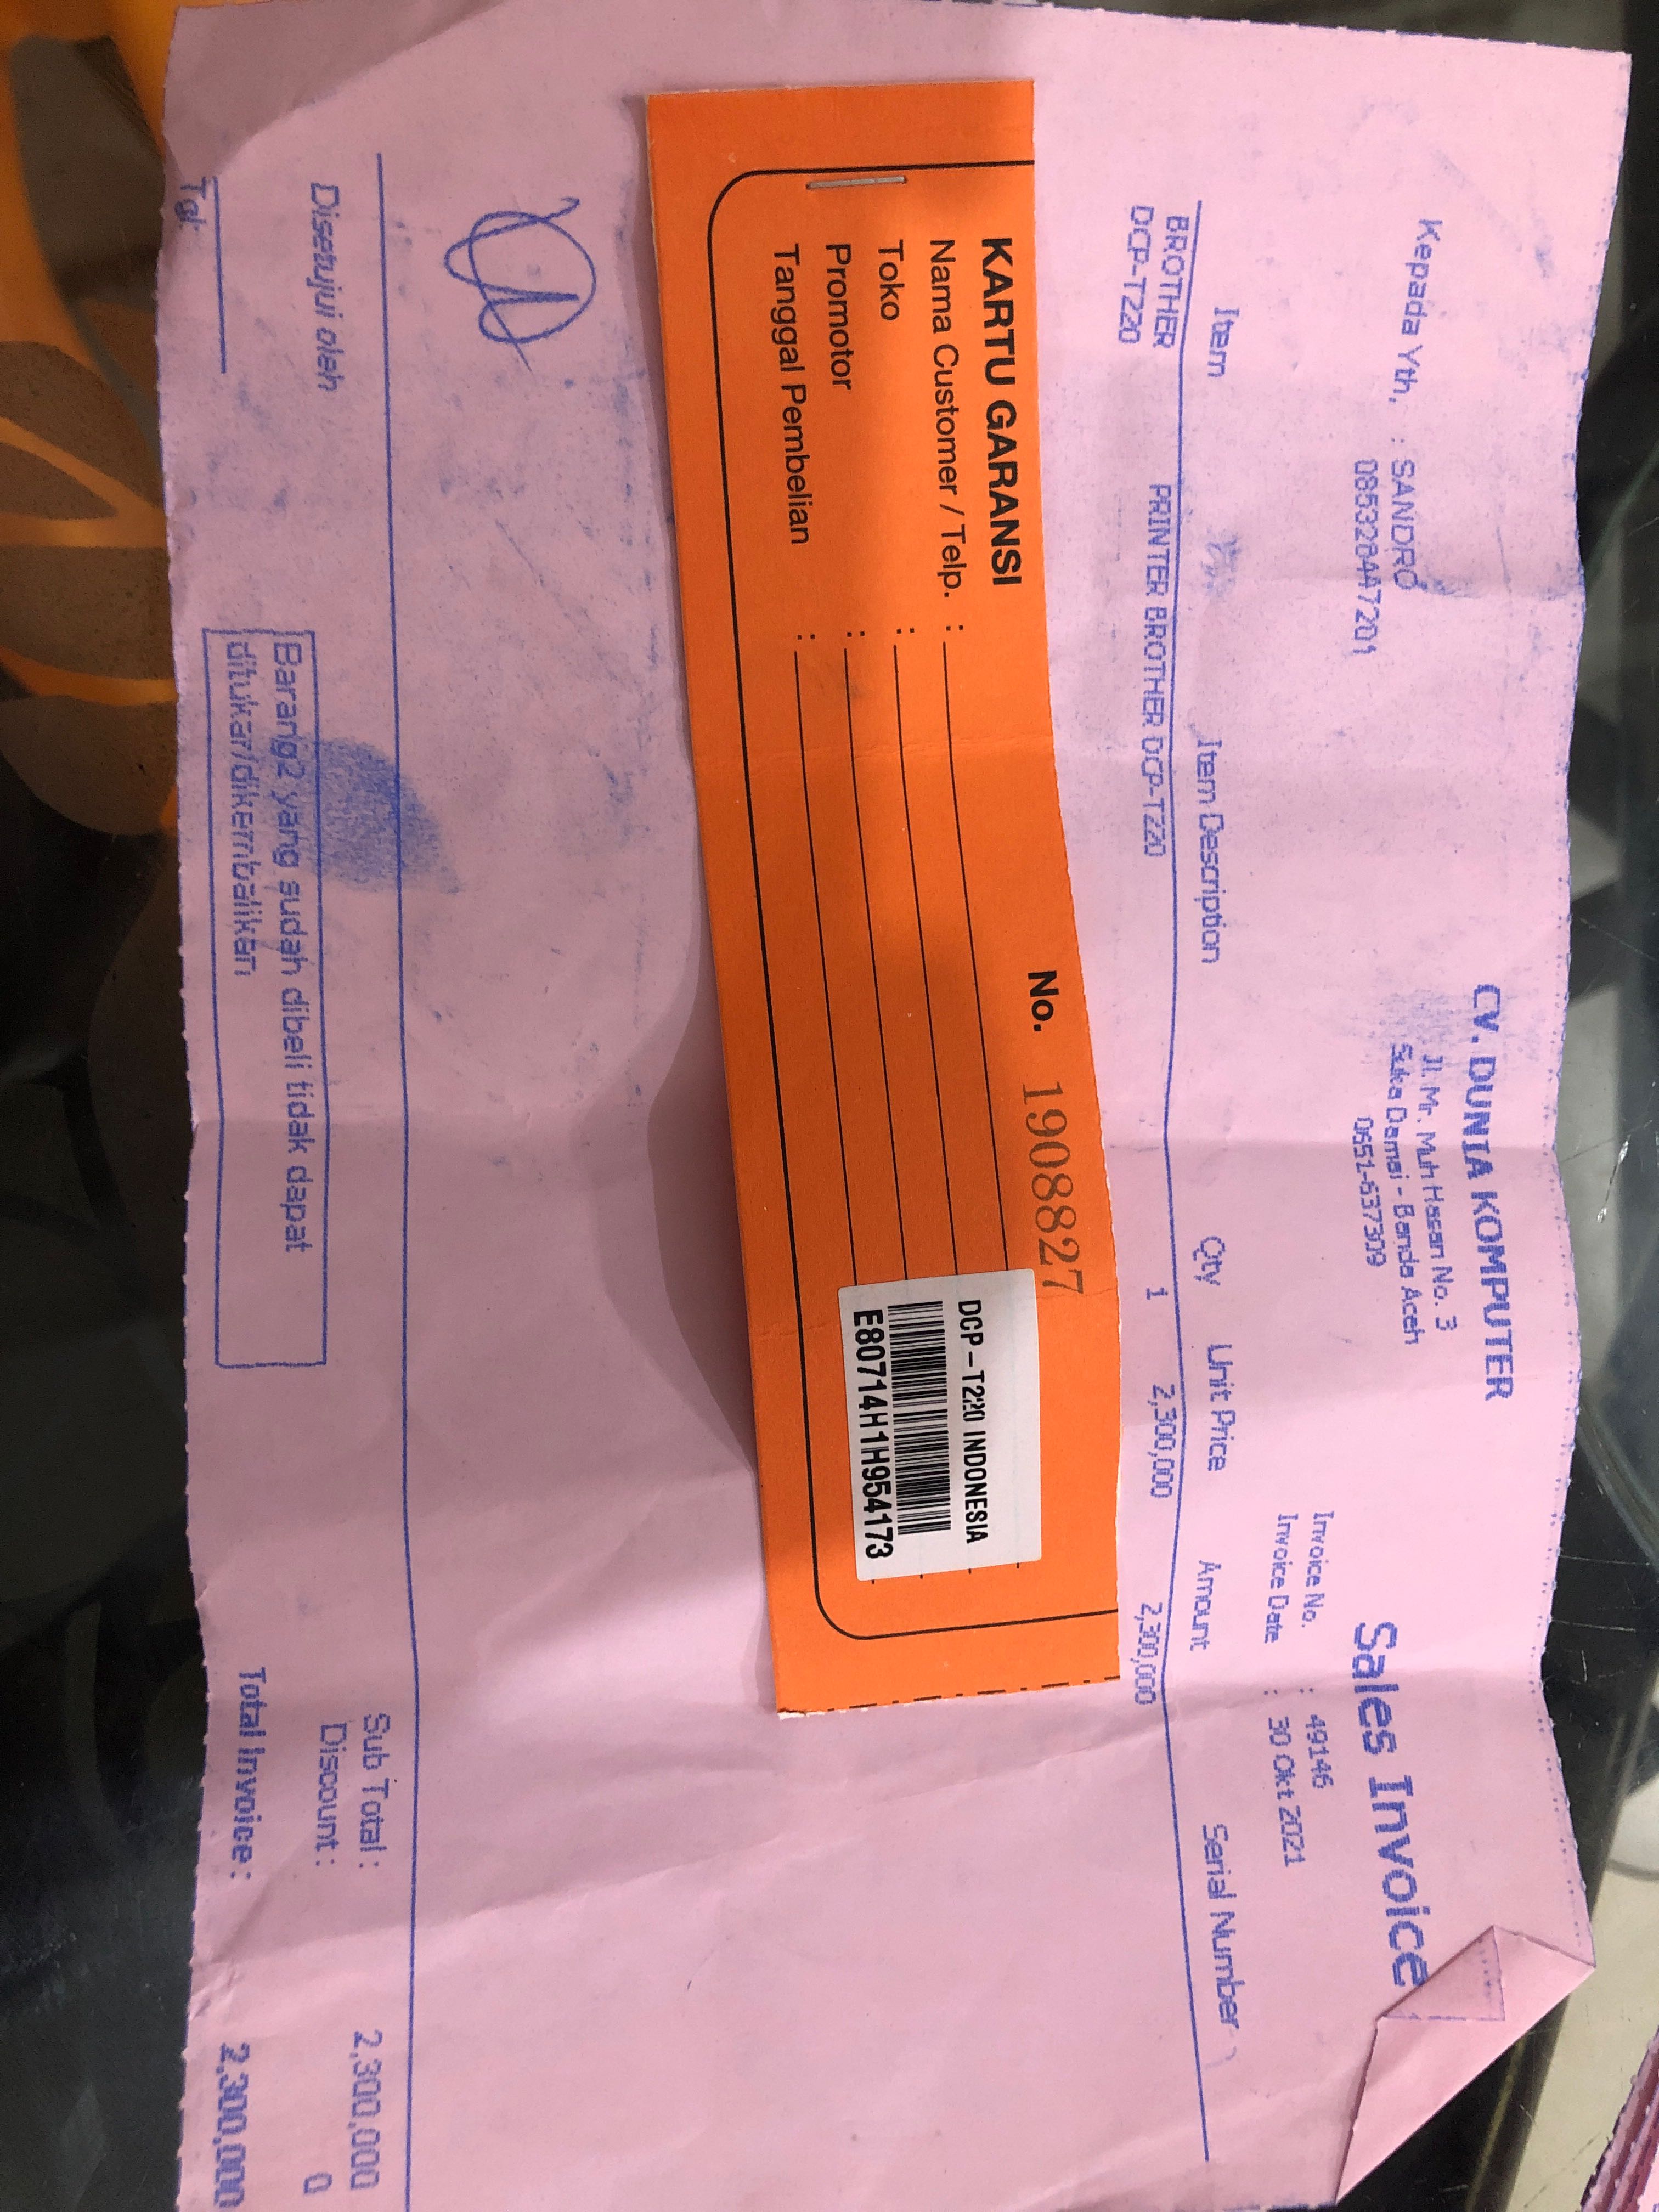 CV. DUNIA KOMPUTER
Jl. Mr. Muh Hasan No. 3
Suka Damai - Banda Aceh
0651-637309
Sales Invoice
Kepada Yth, : SANDRO
Invoice No. : 49146
Invoice Date : 30 Okt 2021
Item Item Description Qty Unit Price Amount Serial Number
BROTHER DCP-T220 PRINTER BROTHER DCP-T220 1 2,300,000 2,300,000
KARTU GARANSI
No. 1908827
Nama Customer / Telp. :
Toko :
Promotor :
Tanggal Pembelian :
DCP-T220 INDONESIA
E80714H1H954173
Disetujui oleh
Tgl:
Barang2 yang sudah dibeli tidak dapat
ditukar/dikembalikan
Sub Total : 2,300,000
Discount : 0
Total Invoice : 2,300,000